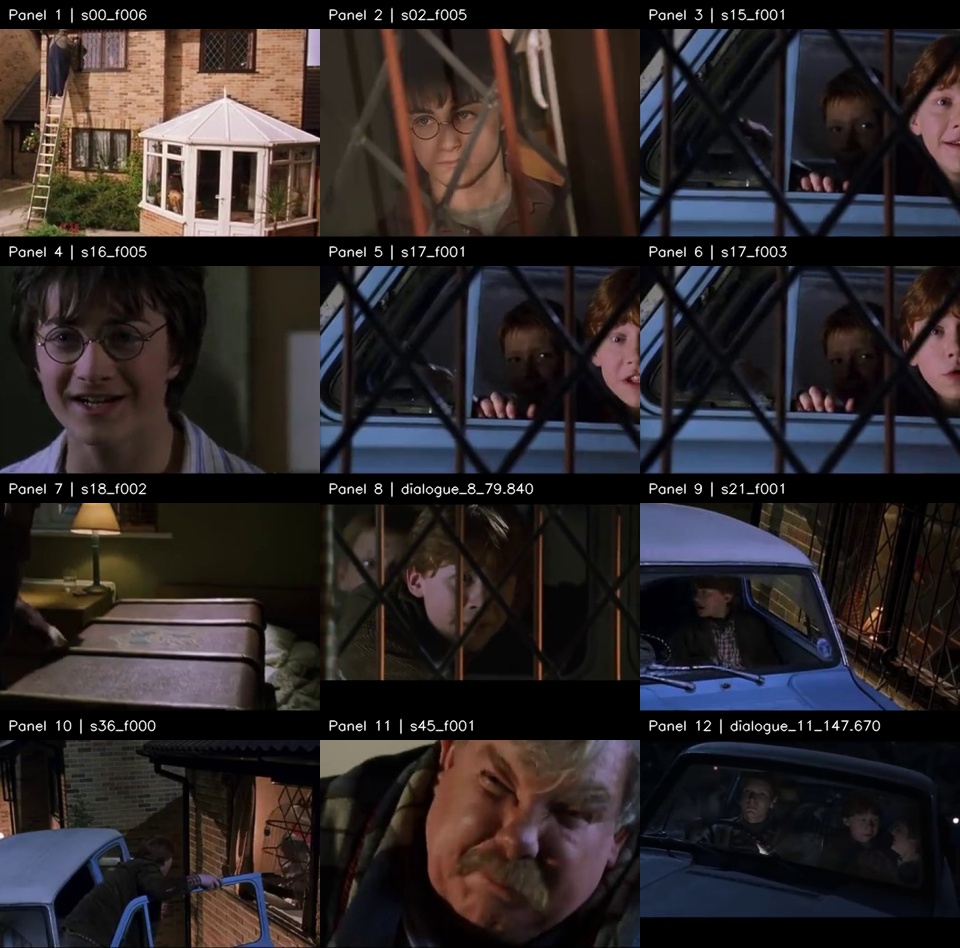 Panel 1 | s00_f006
Panel 2 | s02_f005
Panel 3 | s15_f001
Panel 4 | s16_f005
Panel 5 | s17_f001
Panel 6 | s17_f003
Panel 7 | s18_f002
Panel 8 | dialogue_8_79.840
Panel 9 | s21_f001
Panel 10 | s36_f000
Panel 11 | s45_f001
Panel 12 | dialogue_11_147.670